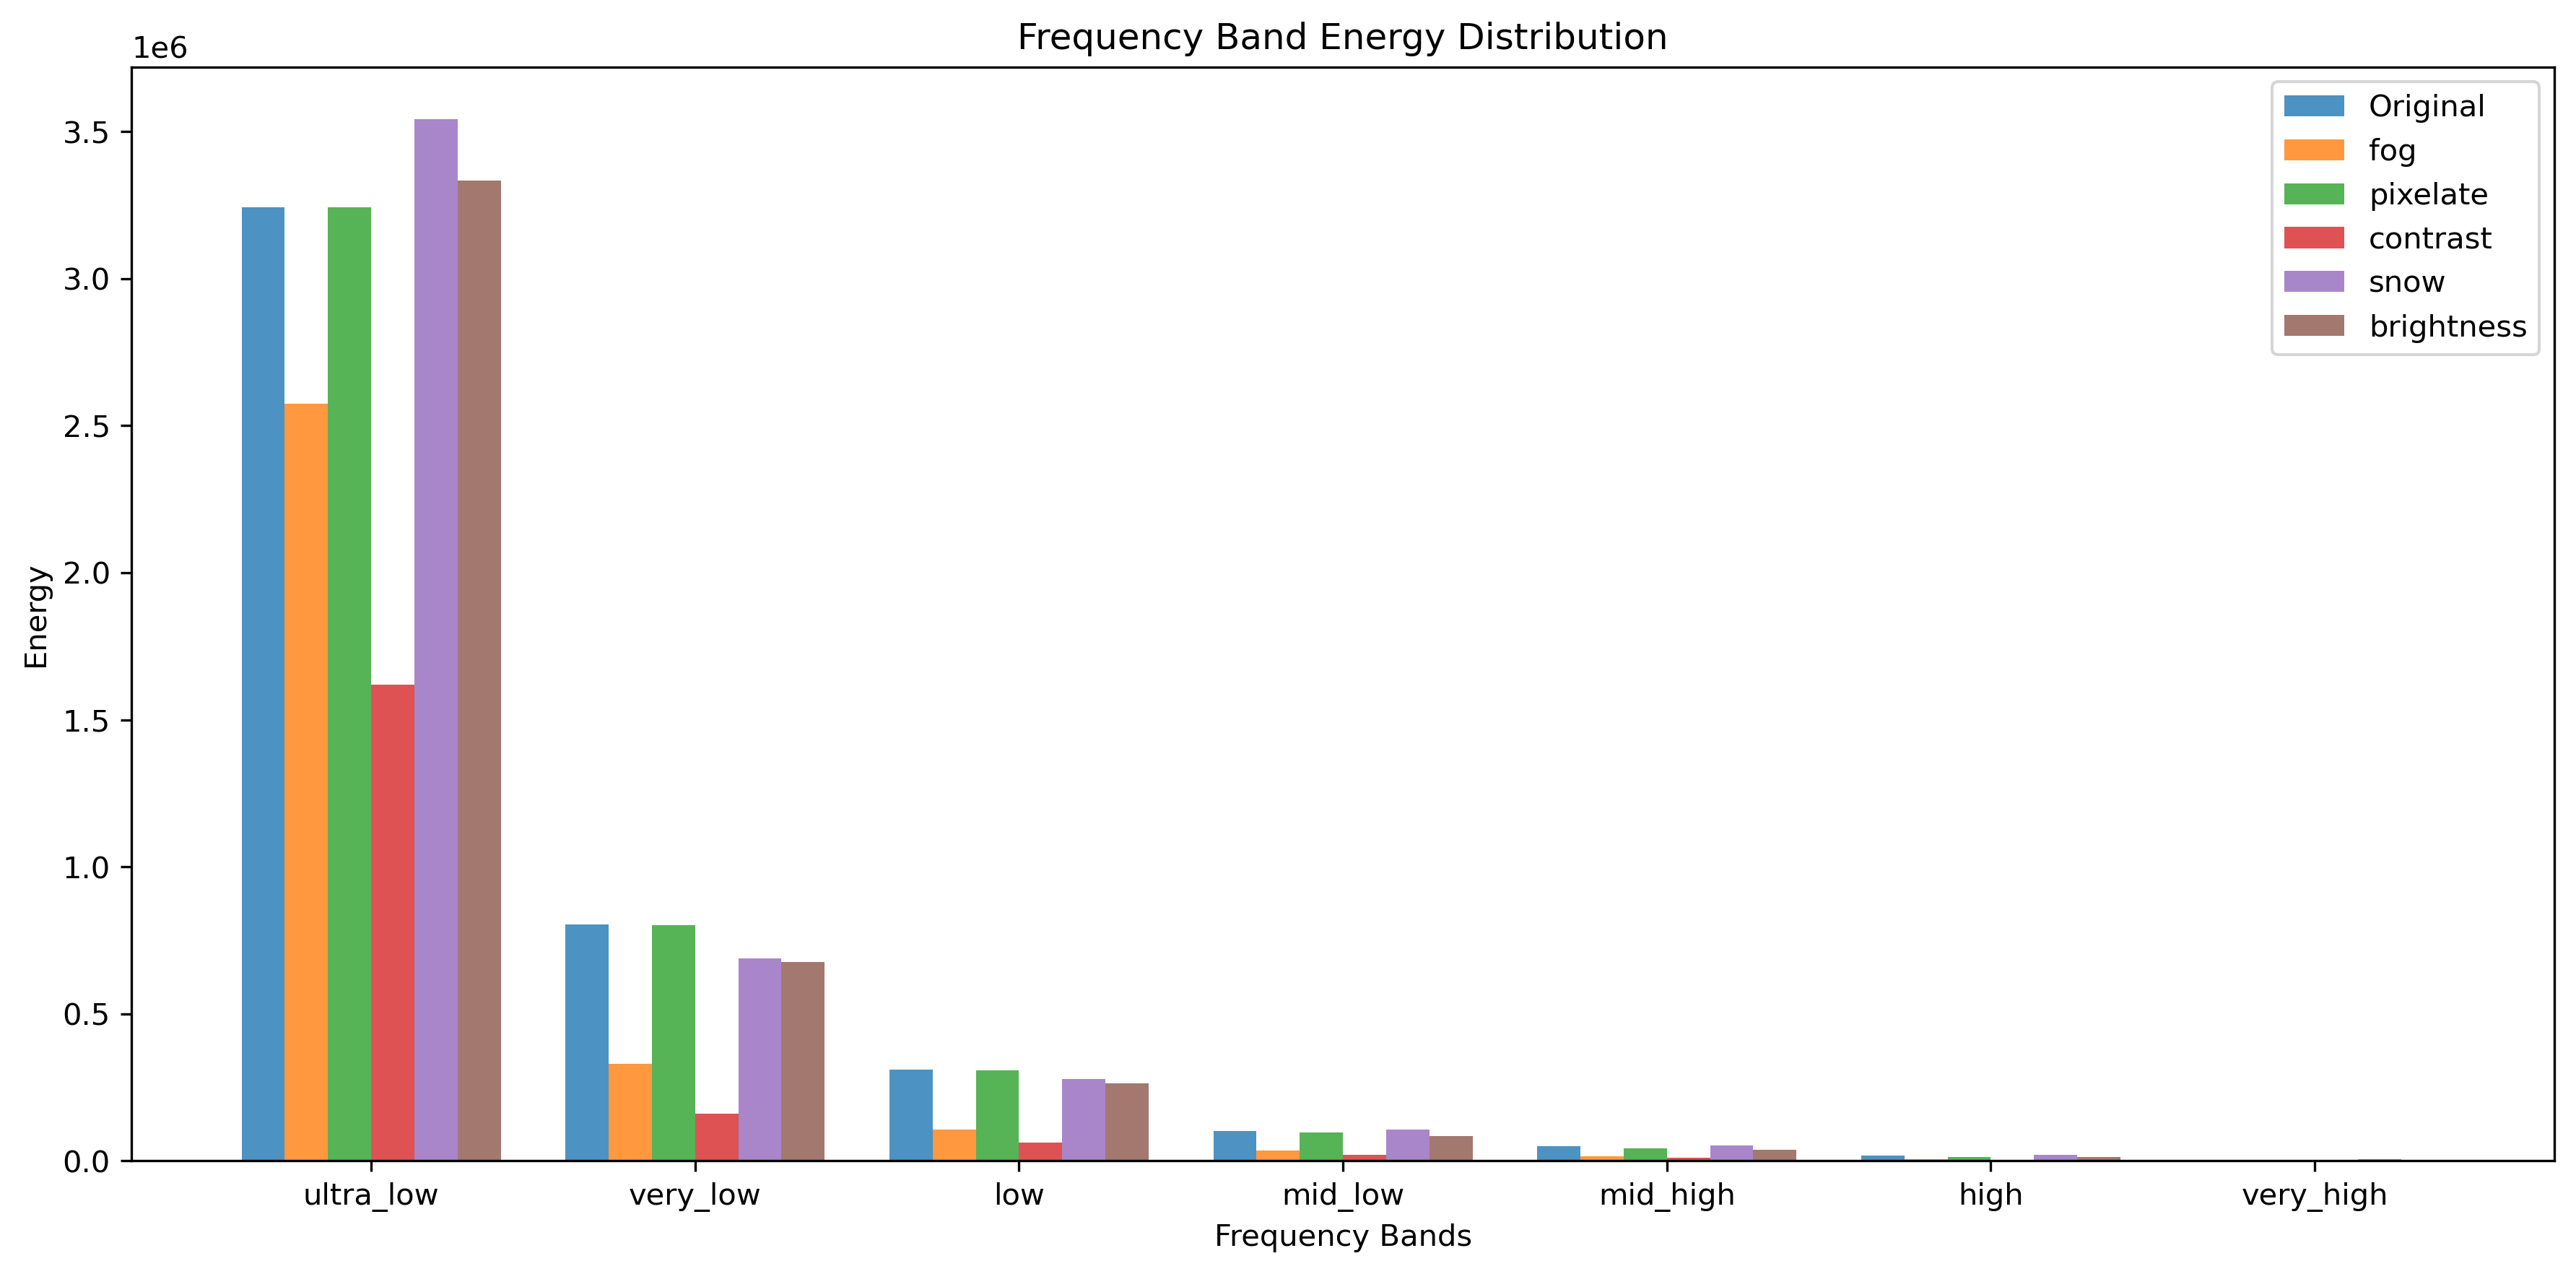 Frequency Band Energy Distribution
1e6
3.5
3.0
2.5
2.0
1.5
1.0
0.5
0.0
Energy
Original
fog
pixelate
contrast
snow
brightness
ultra_low
very_low
low
mid_low
mid_high
high
very_high
Frequency Bands